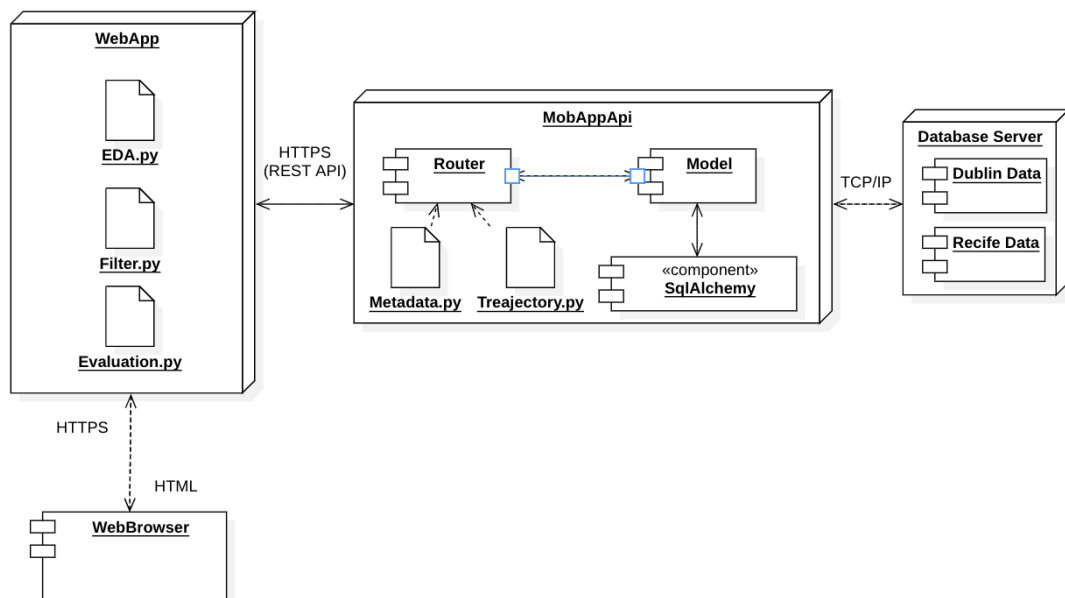 WebApp
EDA.py
Filter.py
Evaluation.py
HTTPS
(REST API)
MobAppApi
Router
Model
Metadata.py
Treajectory.py
«component»
SqlAlchemy
TCP/IP
Database Server
Dublin Data
Recife Data
HTTPS
HTML
WebBrowser